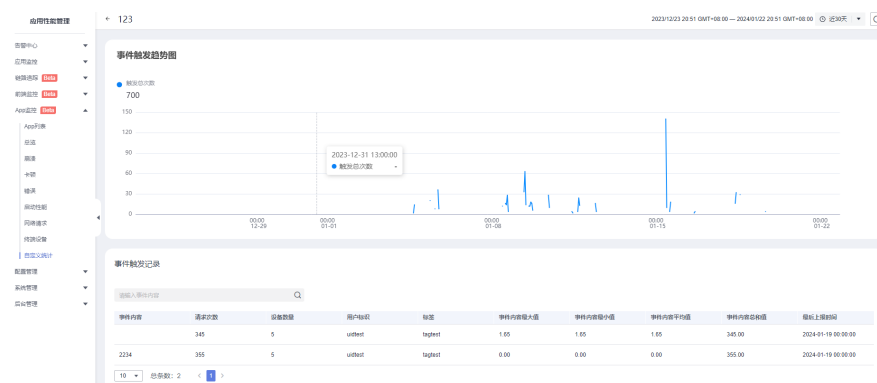 应用性能管理
← 123
2023/12/23 20:51 GMT+08:00 — 2024/01/22 20:51 GMT+08:00 近30天
告警中心
应用监控
链路追踪 Beta
前端监控 Beta
App监控 Beta
App列表
总览
崩溃
卡顿
错误
启动性能
网络请求
终端设备
自定义统计
配置管理
系统管理
后台管理
事件触发趋势图
触发总次数
700
150
120
90
60
30
0
2023-12-31 13:00:00
触发总次数 -
00:00 00:00 00:00 00:00 00:00
12-29 01-01 01-08 01-15 01-22
事件触发记录
请输入事件内容
事件内容 请求次数 设备数量 用户标识 标签 事件内容最大值 事件内容最小值 事件内容平均值 事件内容总和值 最后上报时间
345 5 uidtest tagtest 1.65 1.65 1.65 345.00 2024-01-19 00:00:00
2234 355 5 uidtest tagtest 0.00 0.00 0.00 355.00 2024-01-19 00:00:00
10 总条数: 2 < 1 >